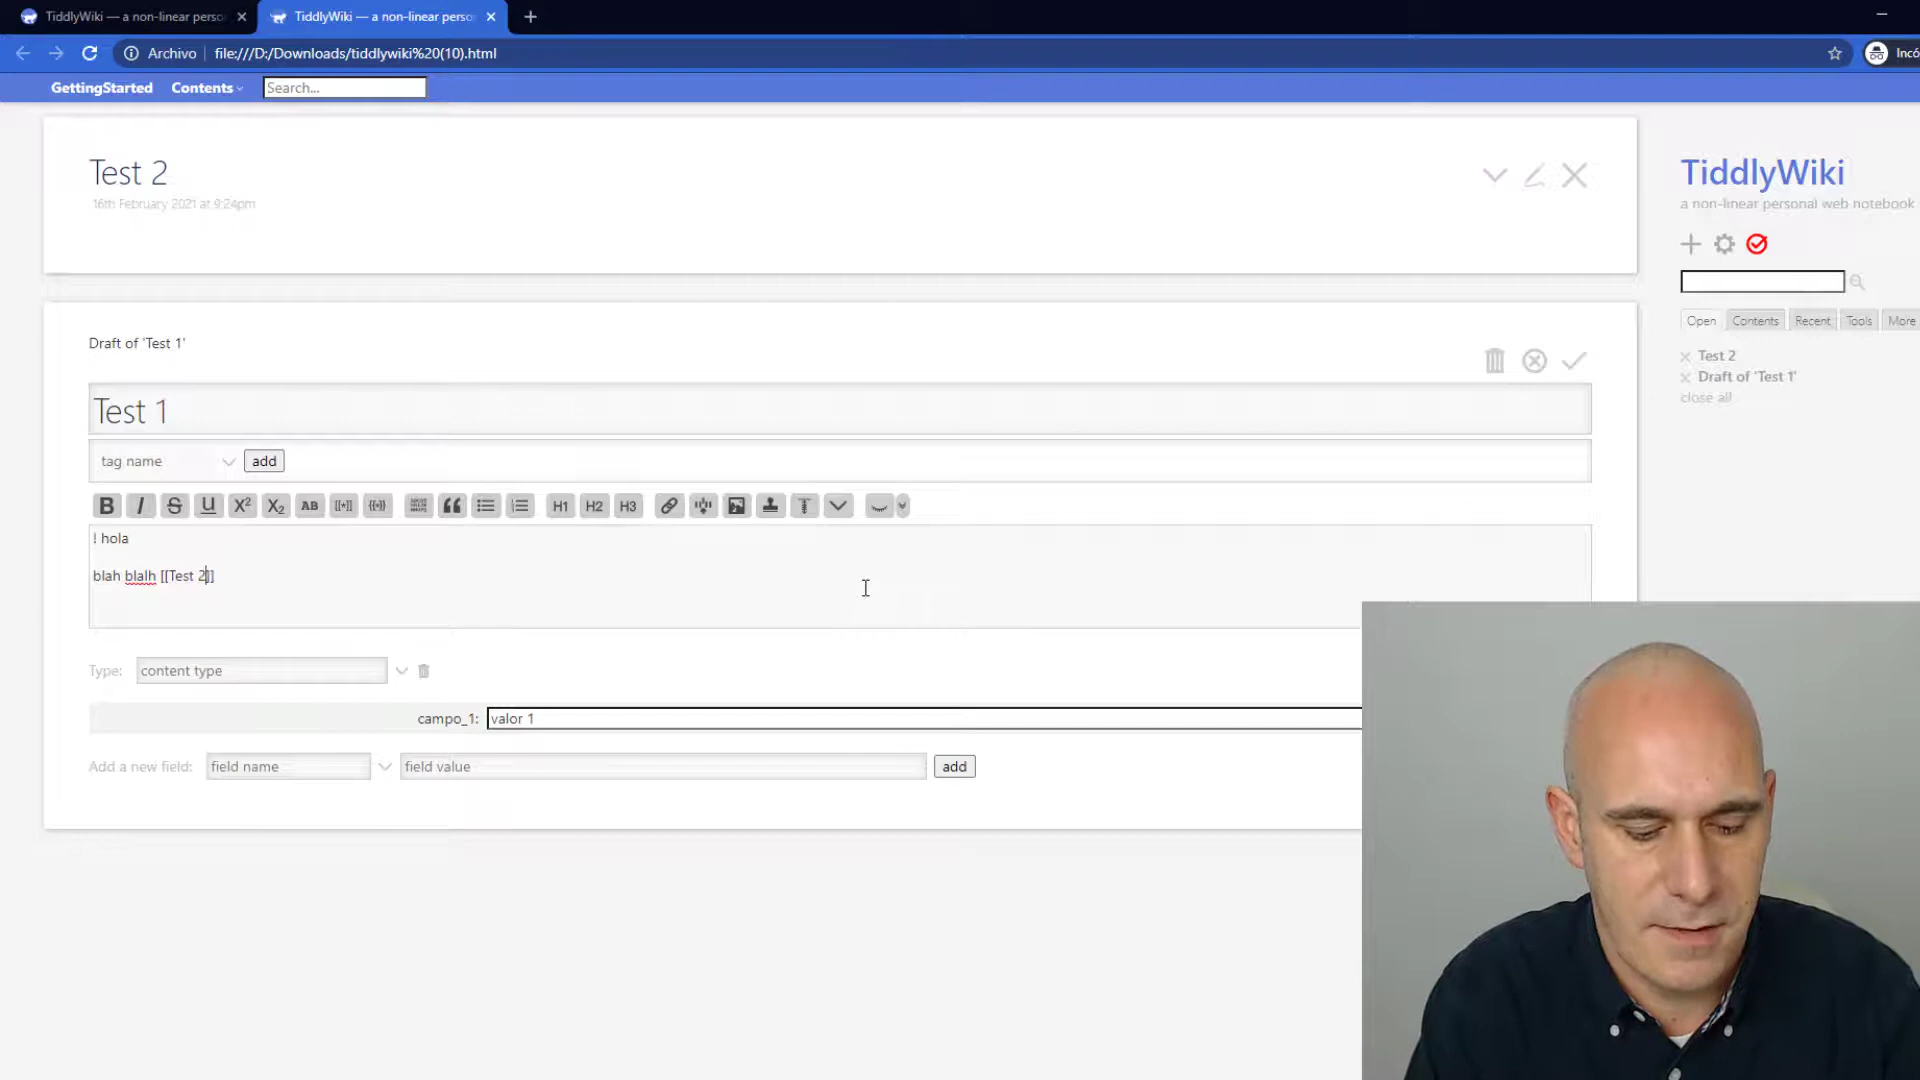 TiddlyWiki — a non-linear perso
TiddlyWiki — a non-linear perso
Archivo
file:///D:/Downloads/tiddlywiki%20(10).html
Incó
GettingStarted
Contents
Search...
Test 2
16th February 2021 at 9:24pm
TiddlyWiki
a non-linear personal web notebook
Open
Contents
Recent
Tools
More
Test 2
Draft of 'Test 1'
close all
Draft of 'Test 1'
Test 1
tag name
add
B I S U X² X₂ AB [[*]] {{*}}
H1 H2 H3
! hola
blah blalh [[Test 2]]
Type:
content type
campo_1:
valor 1
Add a new field:
field name
field value
add